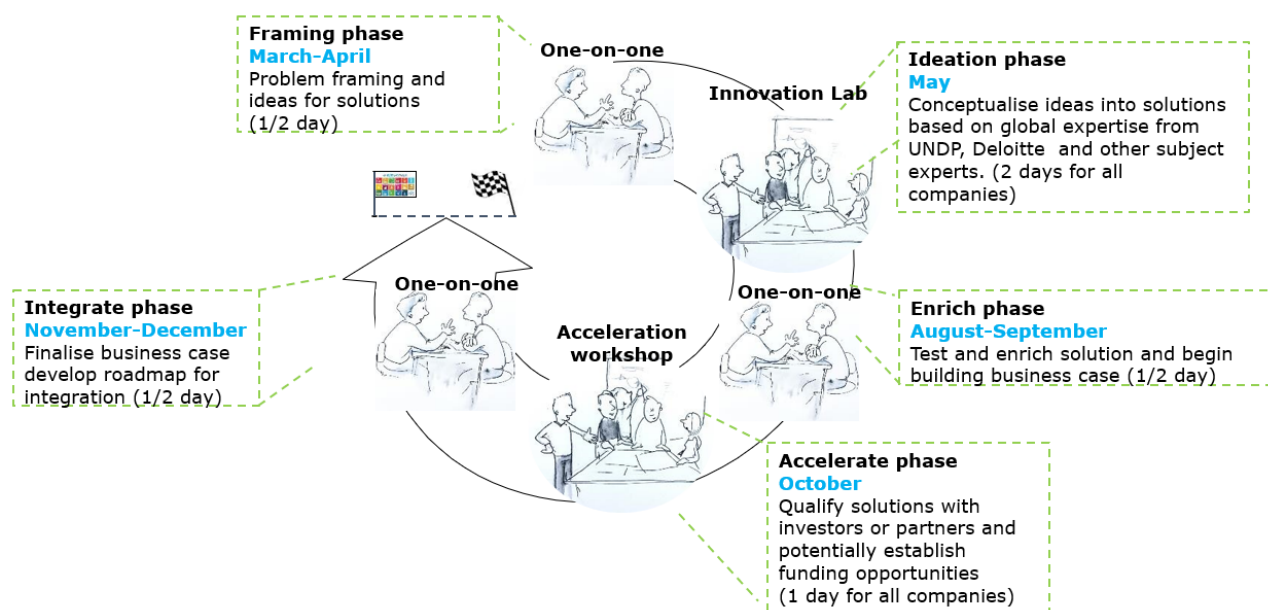 Framing phase
March-April
Problem framing and
ideas for solutions
(1/2 day)
One-on-one
Innovation Lab
Ideation phase
May
Conceptualise ideas into solutions
based on global expertise from
UNDP, Deloitte and other subject
experts. (2 days for all
companies)
One-on-one
Enrich phase
August-September
Test and enrich solution and begin
building business case (1/2 day)
Acceleration
workshop
Accelerate phase
October
Qualify solutions with
investors or partners and
potentially establish
funding opportunities
(1 day for all companies)
One-on-one
Integrate phase
November-December
Finalise business case
develop roadmap for
integration (1/2 day)